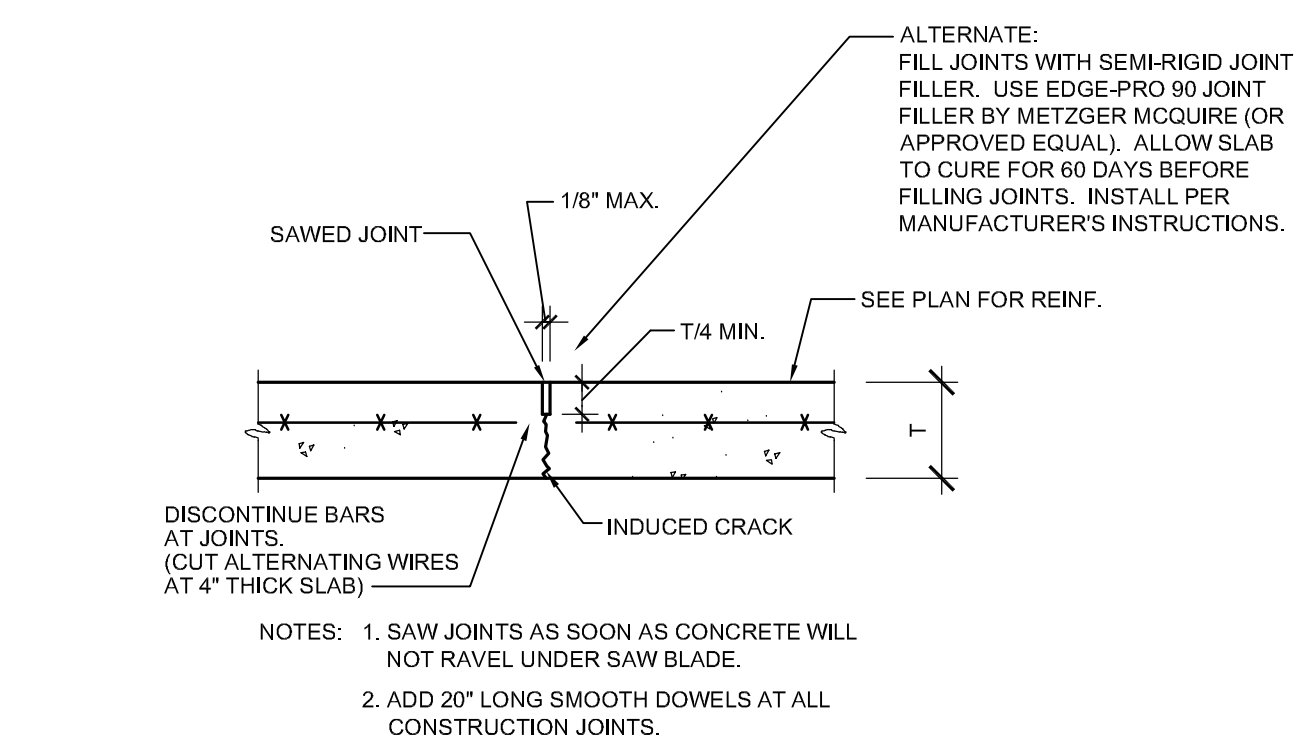 ALTERNATE:
FILL JOINTS WITH SEMI-RIGID JOINT
FILLER. USE EDGE-PRO 90 JOINT
FILLER BY METZGER MCQUIRE (OR
APPROVED EQUAL). ALLOW SLAB
TO CURE FOR 60 DAYS BEFORE
FILLING JOINTS. INSTALL PER
MANUFACTURER'S INSTRUCTIONS.
1/8" MAX.
SAWED JOINT
SEE PLAN FOR REINF.
T/4 MIN.
T
DISCONTINUE BARS
AT JOINTS.
(CUT ALTERNATING WIRES
AT 4" THICK SLAB)
INDUCED CRACK
NOTES: 1. SAW JOINTS AS SOON AS CONCRETE WILL
NOT RAVEL UNDER SAW BLADE.
2. ADD 20" LONG SMOOTH DOWELS AT ALL
CONSTRUCTION JOINTS.